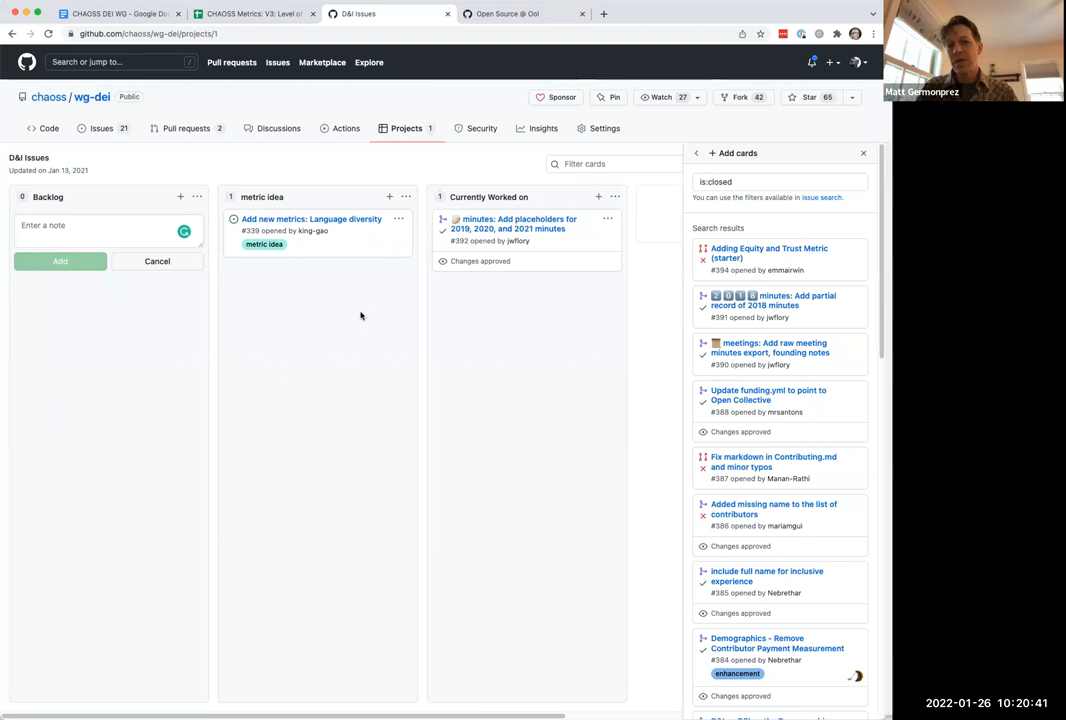 CHAOSS DEI WG - Google Do
CHAOSS Metrics: V3: Level of
D&I Issues
Open Source @ Ool
github.com/chaoss/wg-dei/projects/1
Search or jump to...
/
Pull requests
Issues
Marketplace
Explore
Matt Germonprez
chaoss / wg-dei
Public
Sponsor
Pin
Watch 27
Fork 42
Star 65
Code
Issues 21
Pull requests 2
Discussions
Actions
Projects 1
Security
Insights
Settings
D&I Issues
Updated on Jan 13, 2021
Filter cards
0 Backlog
Enter a note
Add
Cancel
1 metric idea
Add new metrics: Language diversity
#339 opened by king-gao
metric idea
1 Currently Worked on
minutes: Add placeholders for
2019, 2020, and 2021 minutes
#392 opened by jwflory
Changes approved
Add cards
is:closed
You can use the filters available in issue search.
Search results
Adding Equity and Trust Metric
(starter)
#394 opened by emmairwin
2 0 1 8 minutes: Add partial
record of 2018 minutes
#391 opened by jwflory
meetings: Add raw meeting
minutes export, founding notes
#390 opened by jwflory
Update funding.yml to point to
Open Collective
#388 opened by mrsantons
Changes approved
Fix markdown in Contributing.md
and minor typos
#387 opened by Manan-Rathi
Added missing name to the list of
contributors
#386 opened by mariamgui
Changes approved
include full name for inclusive
experience
#385 opened by Nebrethar
Changes approved
Demographics - Remove
Contributor Payment Measurement
#384 opened by Nebrethar
enhancement
Changes approved
2022-01-26 10:20:41